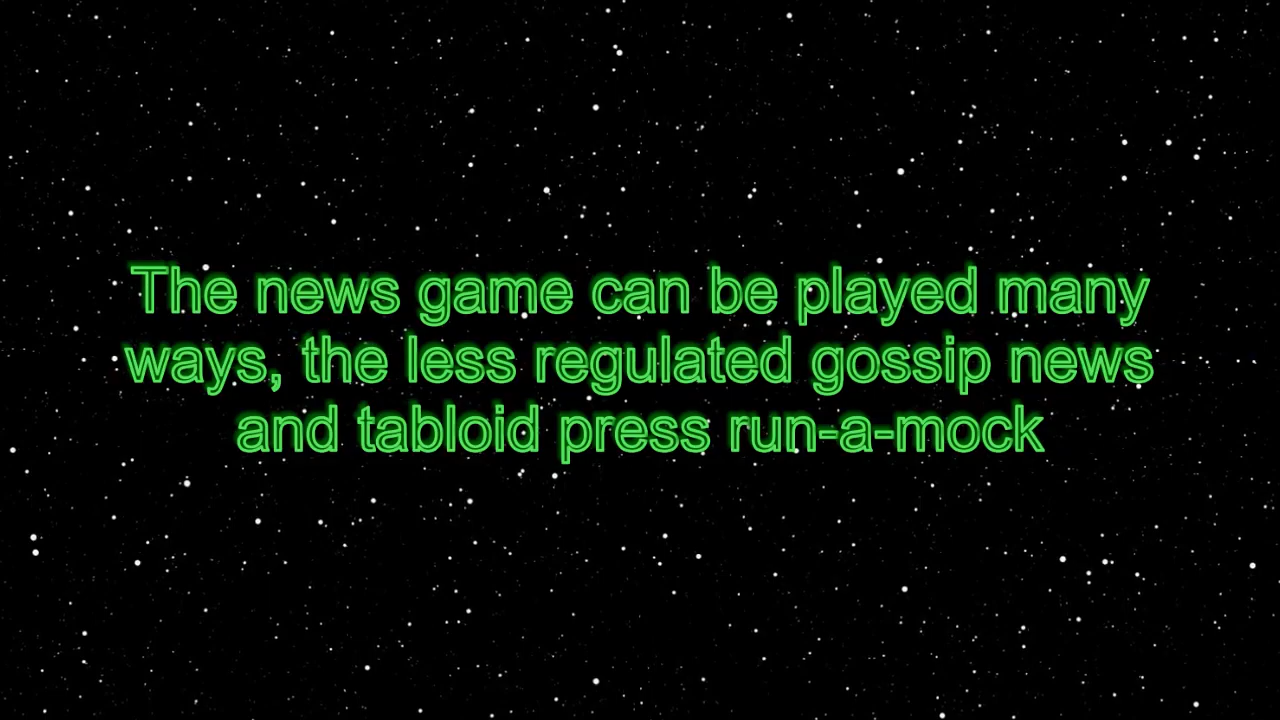 The news game can be played many
ways, the less regulated gossip news
and tabloid press run-a-mock